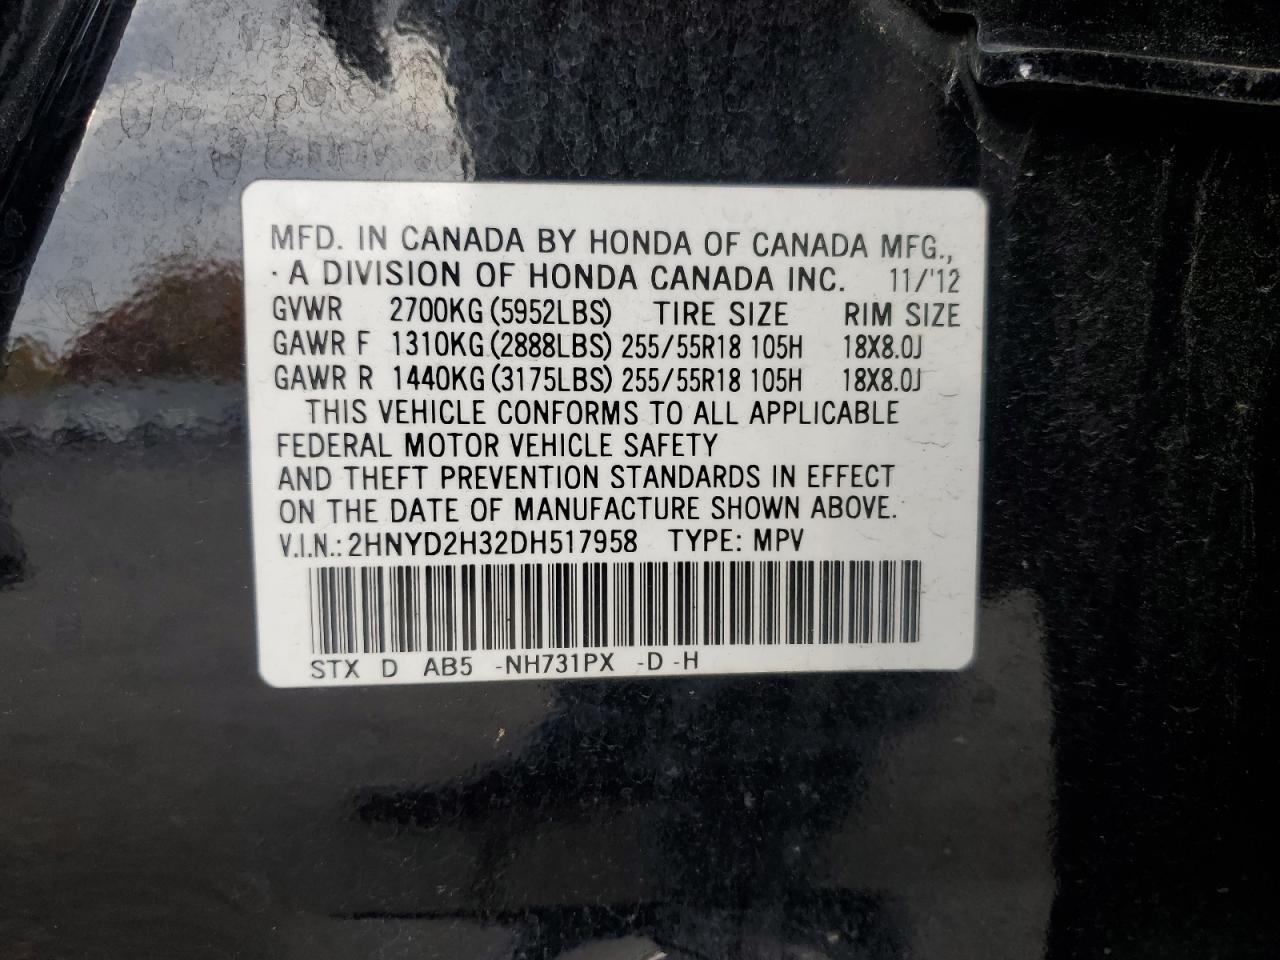 MFD. IN CANADA BY HONDA OF CANADA MFG.,
· A DIVISION OF HONDA CANADA INC. 11/'12
GVWR 2700KG (5952LBS) TIRE SIZE RIM SIZE
GAWR F 1310KG (2888LBS) 255/55R18 105H 18X8.0J
GAWR R 1440KG (3175LBS) 255/55R18 105H 18X8.0J
THIS VEHICLE CONFORMS TO ALL APPLICABLE
FEDERAL MOTOR VEHICLE SAFETY
AND THEFT PREVENTION STANDARDS IN EFFECT
ON THE DATE OF MANUFACTURE SHOWN ABOVE.
V.I.N.: 2HNYD2H32DH517958 TYPE: MPV
STX D AB5 -NH731PX -D -H